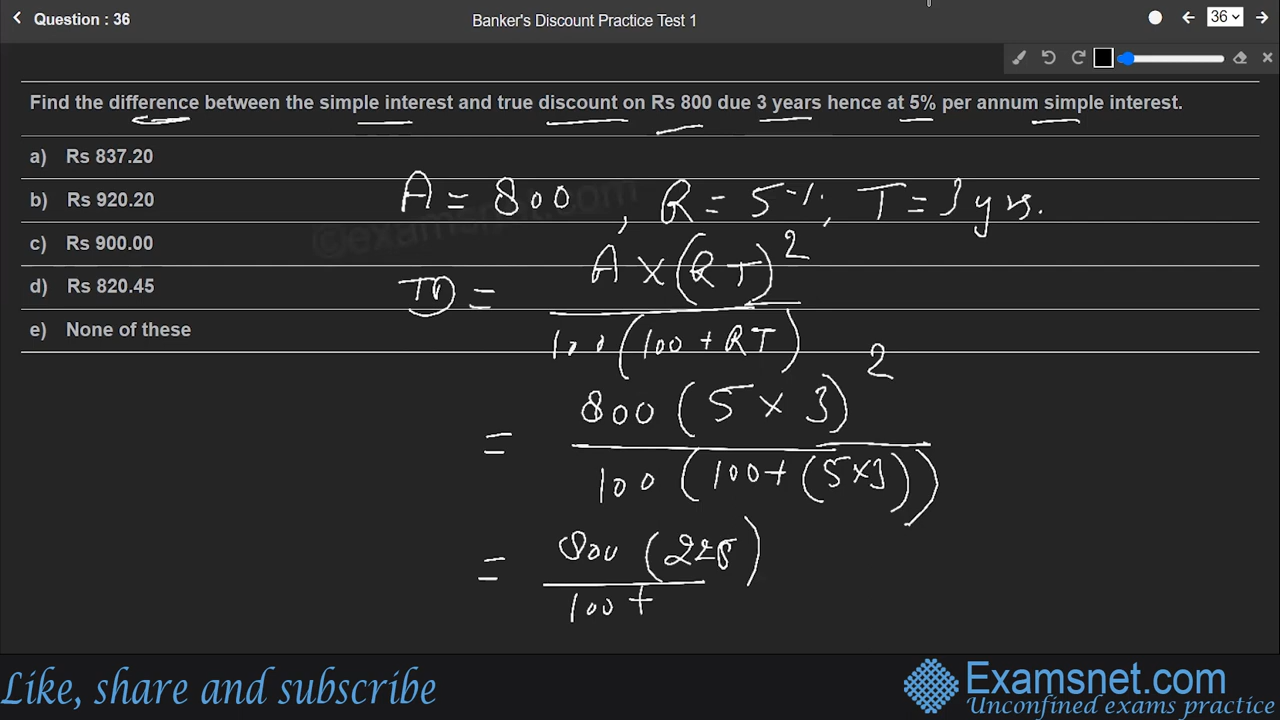 Question : 36
Banker's Discount Practice Test 1
36
Find the difference between the simple interest and true discount on Rs 800 due 3 years hence at 5% per annum simple interest.
a) Rs 837.20
b) Rs 920.20
c) Rs 900.00
d) Rs 820.45
e) None of these
@examsnet.com
A = 800 , R = 5%, T = 3 yrs.
TD = A × (RT)²
100 (100 + RT)
= 800 (5 × 3)²
100 (100 + (5×3))
= 800 (225)
100 +
Like, share and subscribe
Examsnet.com
Unconfined exams practice